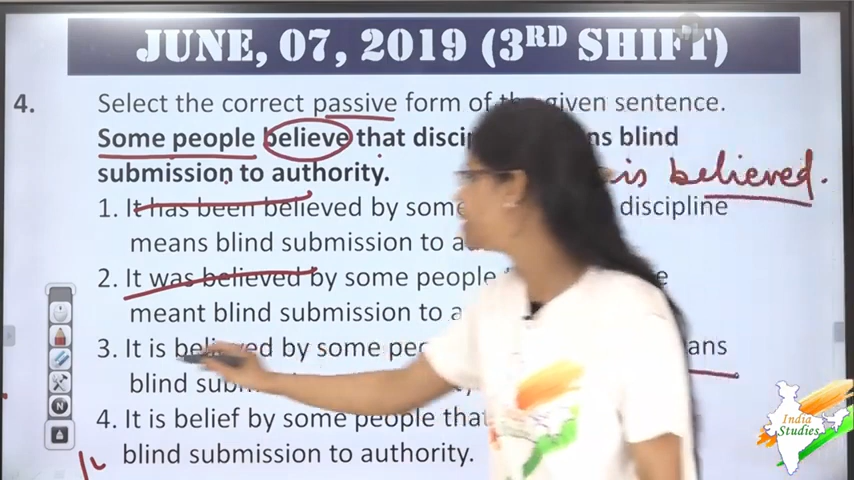 JUNE, 07, 2019 (3RD SHIFT)
4. Select the correct passive form of the given sentence.
Some people believe that discip ns blind
submission to authority.
is believed.
1. It has been believed by some discipline
means blind submission to a
2. It was believed by some people e
meant blind submission to a
3. It is believed by some peo ans
blind sub
4. It is belief by some people that
blind submission to authority.
India
Studies
N